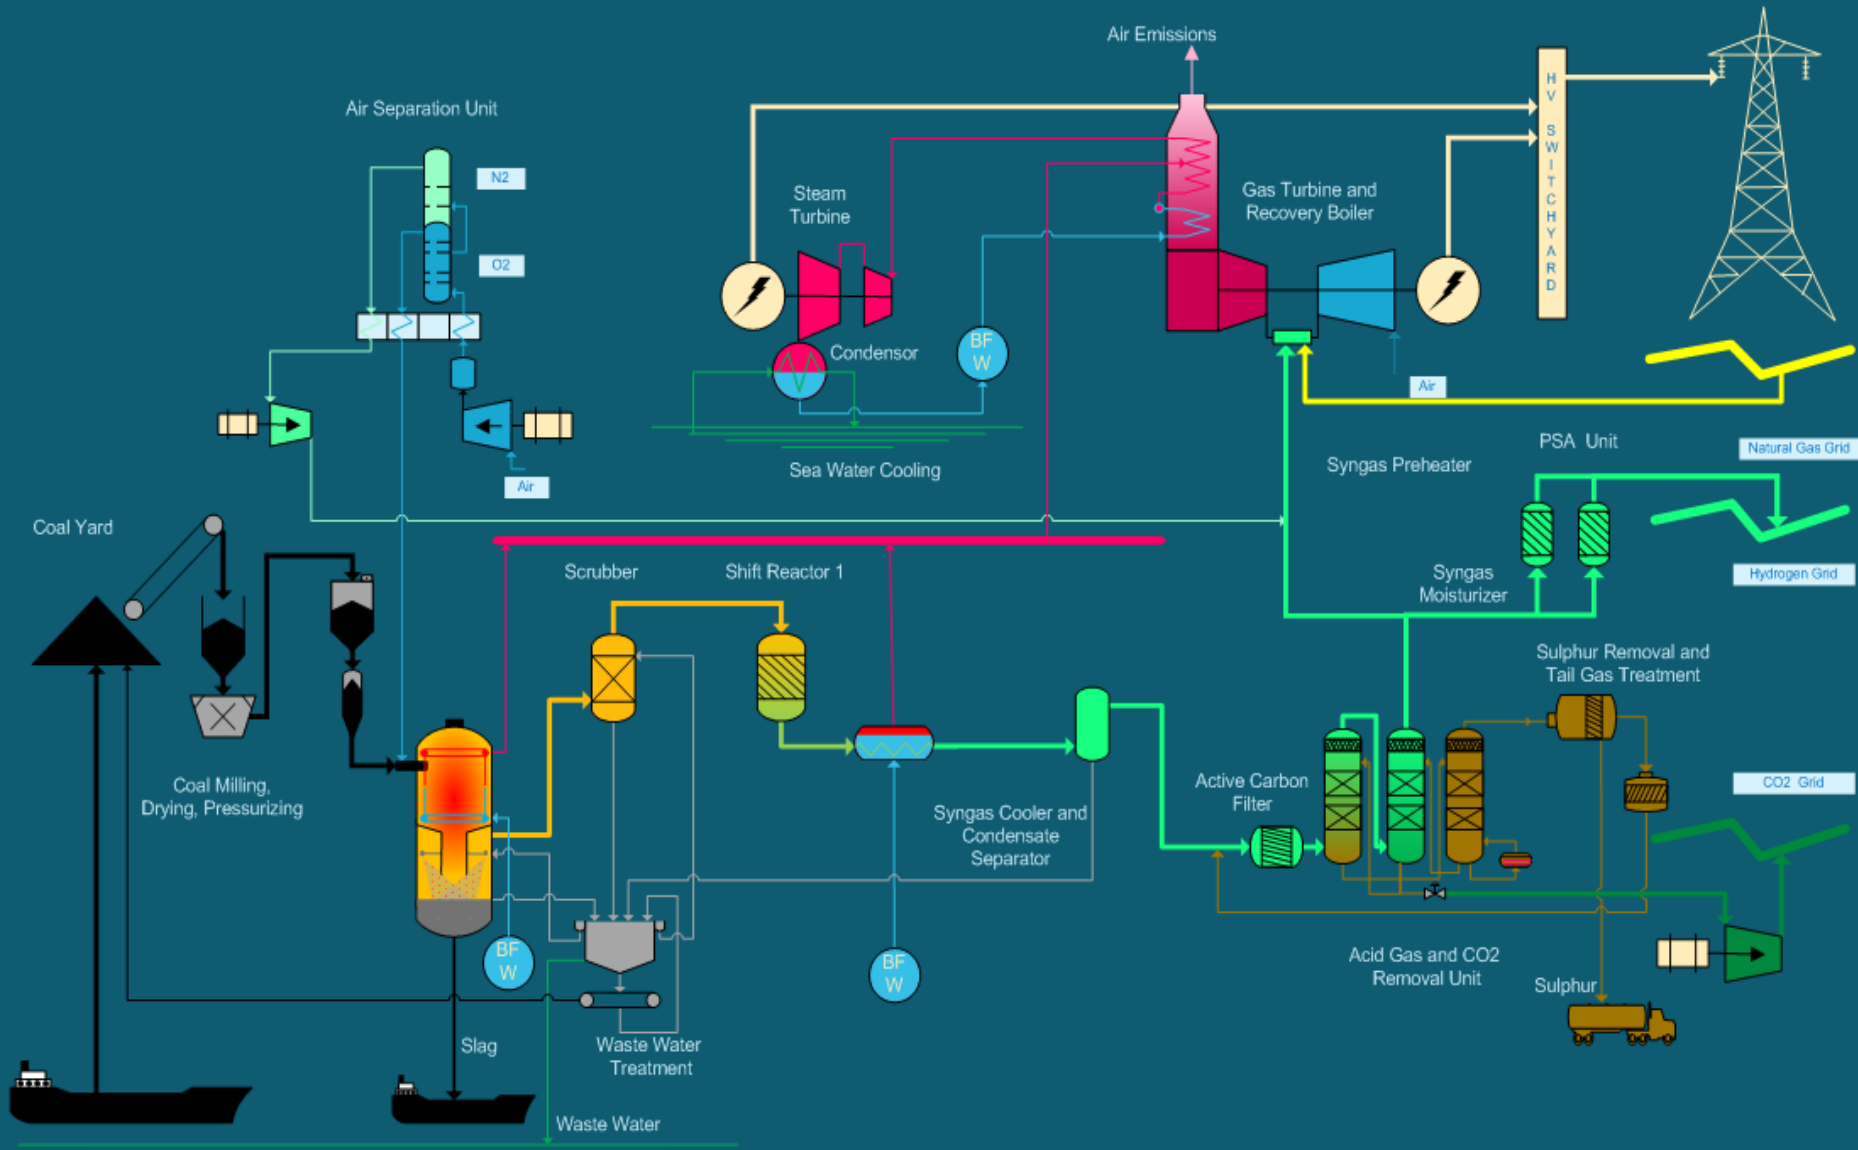 Air Emissions
Air Separation Unit
N2
O2
Air
Steam
Turbine
Gas Turbine and
Recovery Boiler
HV SWITCHYARD
Condensor
BF
W
Sea Water Cooling
Air
Syngas Preheater
PSA Unit
Natural Gas Grid
Coal Yard
Scrubber
Shift Reactor 1
Syngas
Moisturizer
Hydrogen Grid
Sulphur Removal and
Tail Gas Treatment
Coal Milling,
Drying, Pressurizing
Syngas Cooler and
Condensate
Separator
Active Carbon
Filter
CO2 Grid
BF
W
BF
W
Acid Gas and CO2
Removal Unit
Sulphur
Slag
Waste Water
Treatment
Waste Water